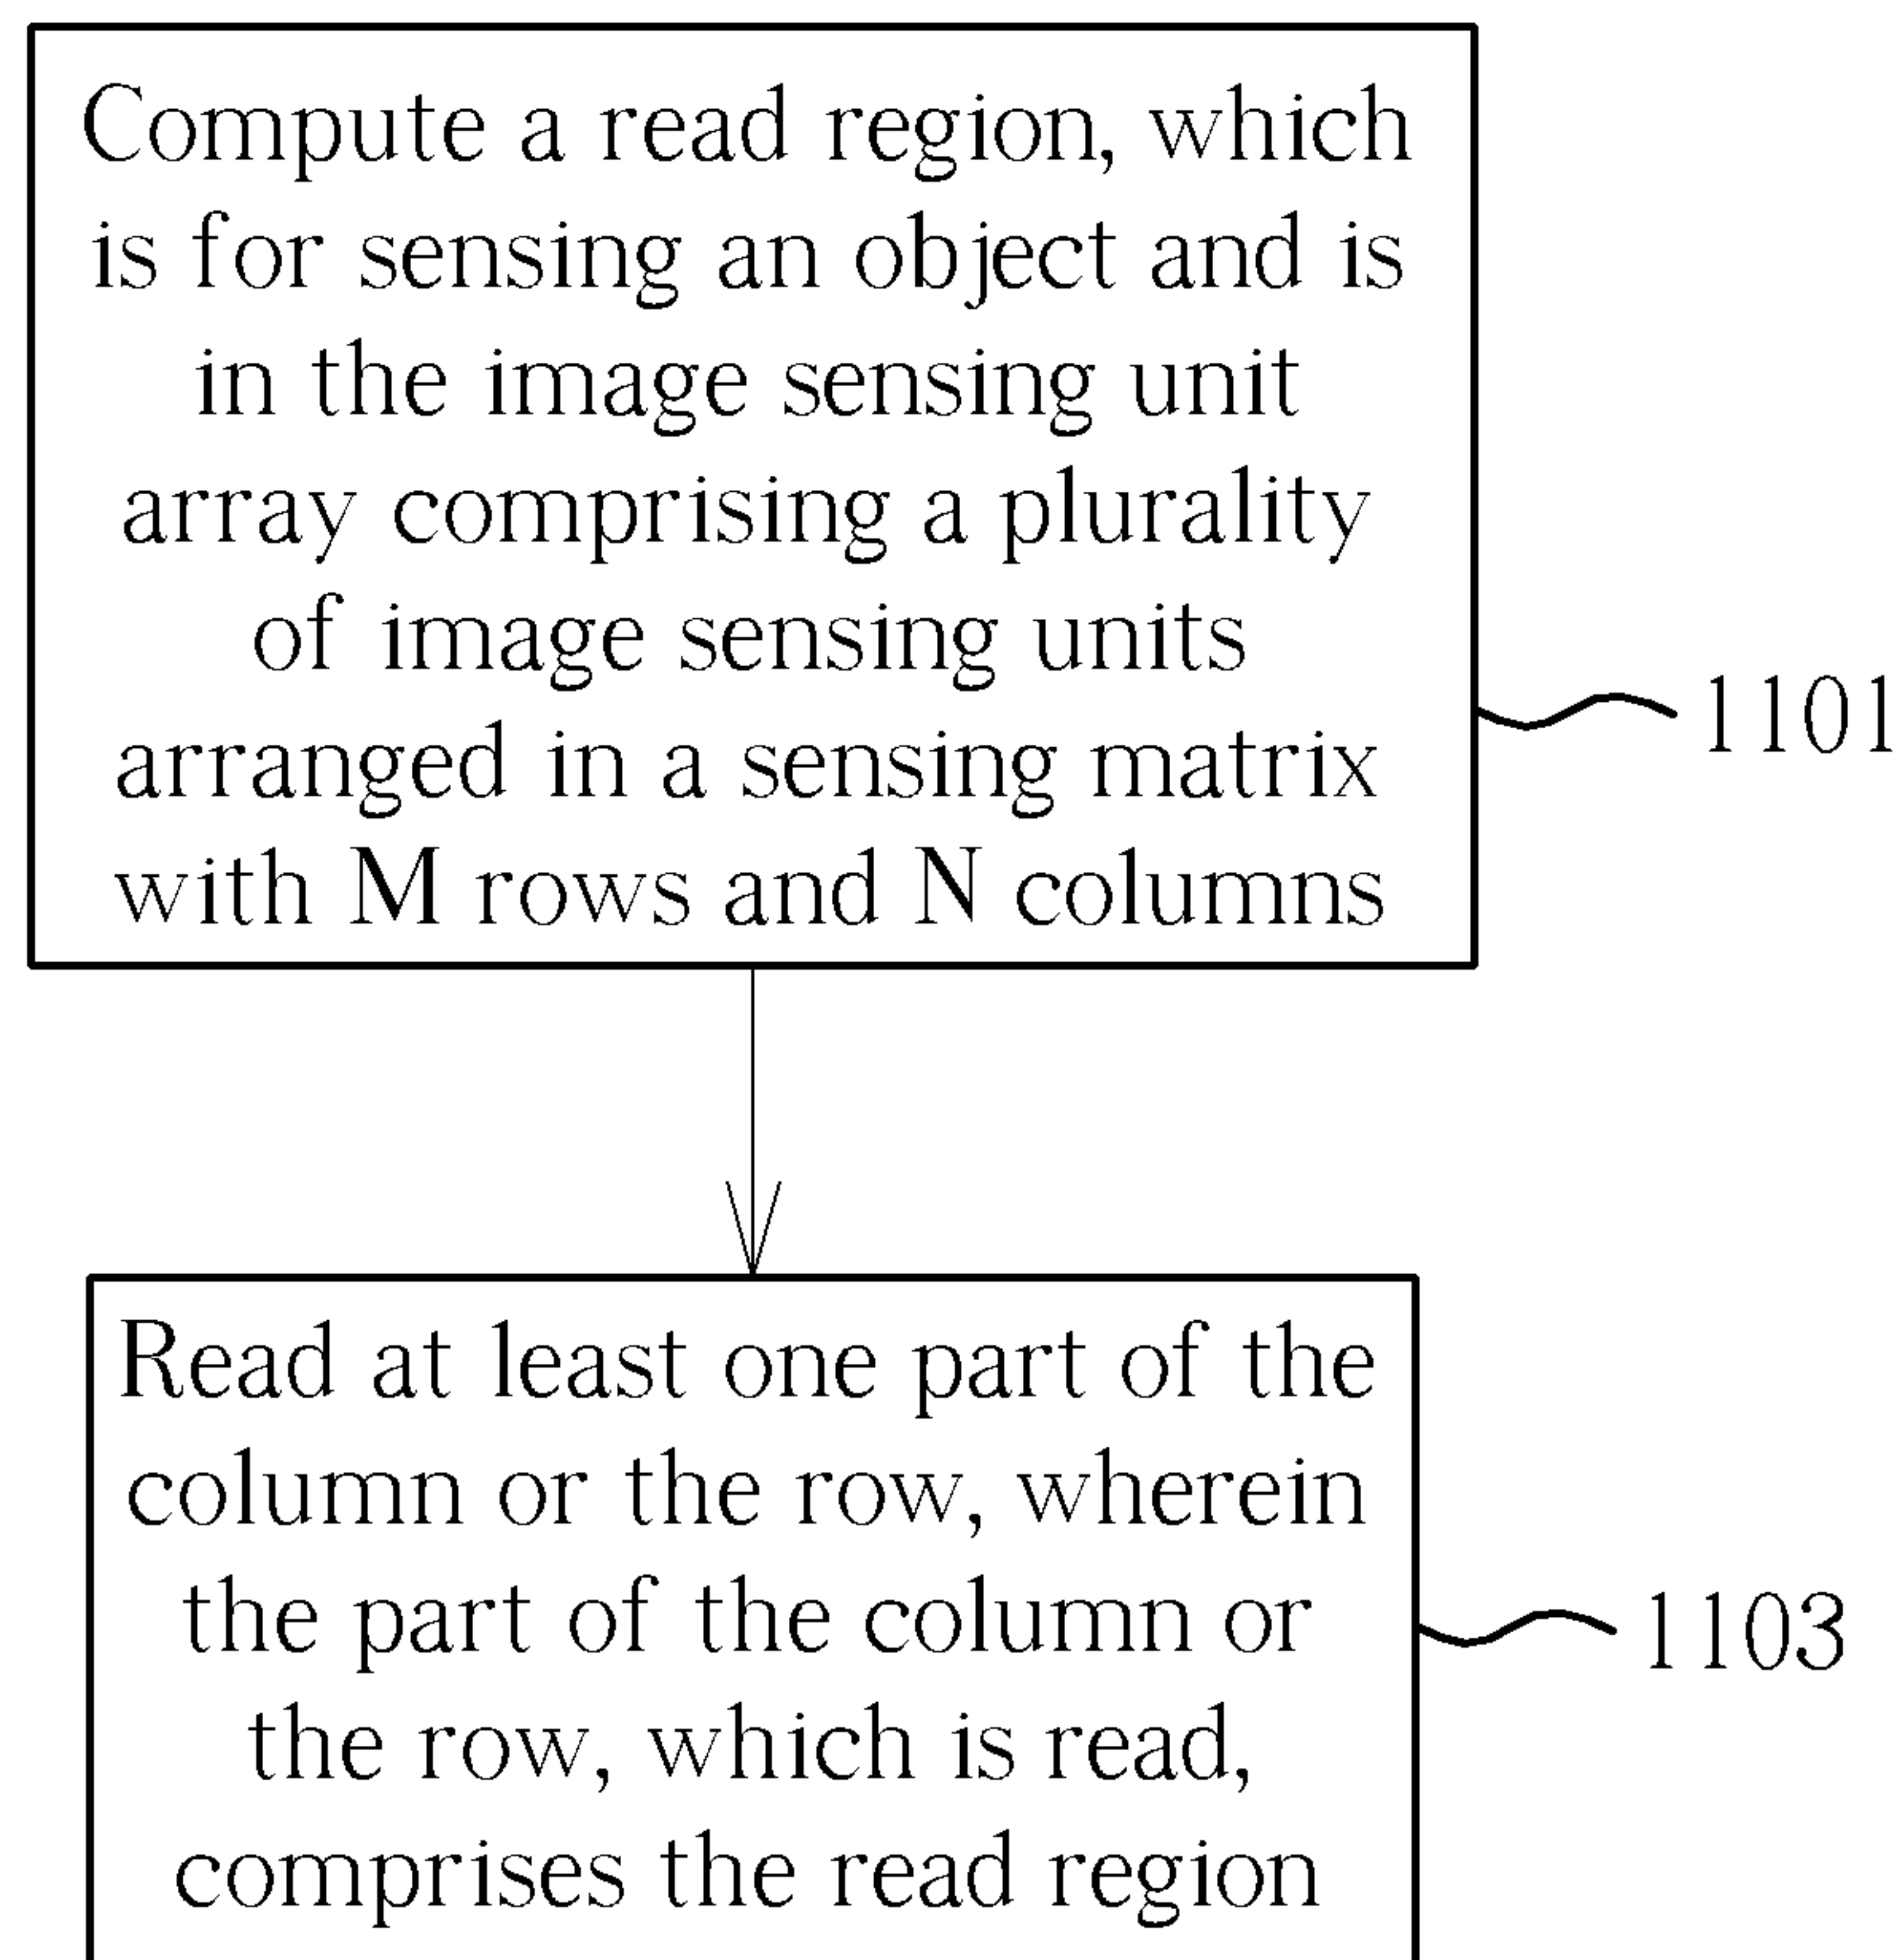 Compute a read region, which
is for sensing an object and is
in the image sensing unit
array comprising a plurality
of image sensing units
arranged in a sensing matrix
with M rows and N columns
1101
Read at least one part of the
column or the row, wherein
the part of the column or
the row, which is read,
comprises the read region
1103